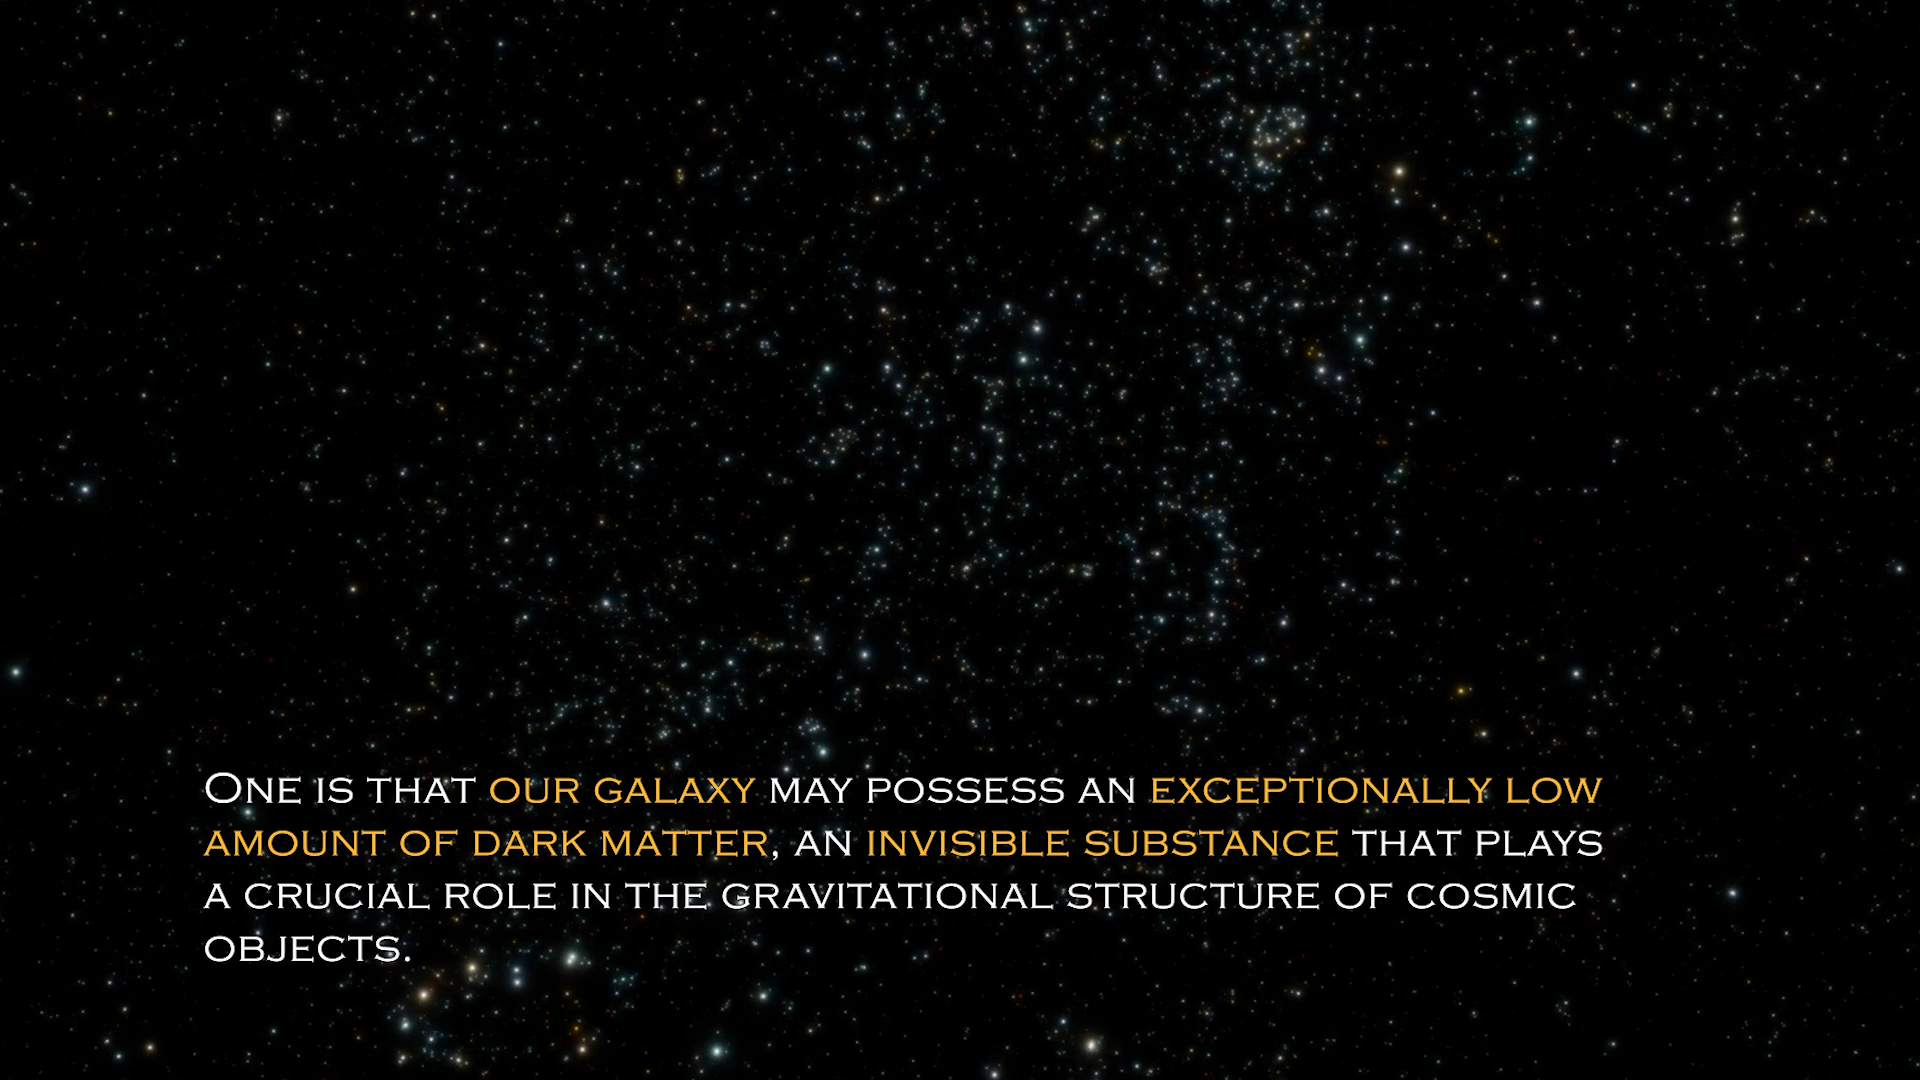 One is that our galaxy may possess an exceptionally low
amount of dark matter, an invisible substance that plays
a crucial role in the gravitational structure of cosmic
objects.